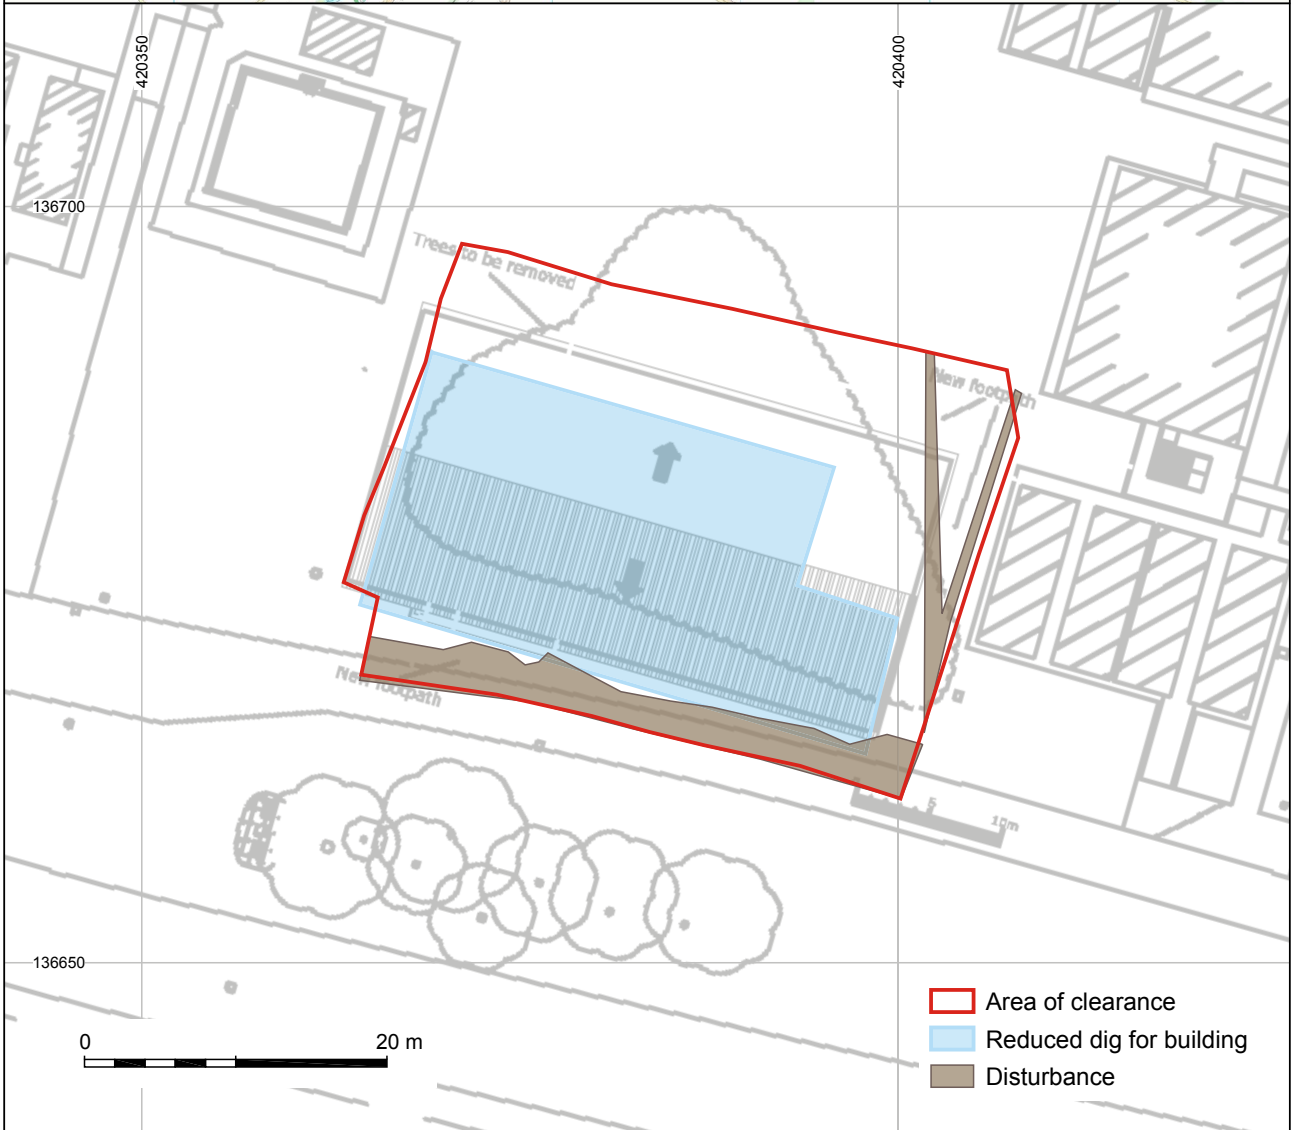 420350
420400
136700
Trees to be removed
New footpath
New footpath
5
10m
136650
0 20 m
Area of clearance
Reduced dig for building
Disturbance